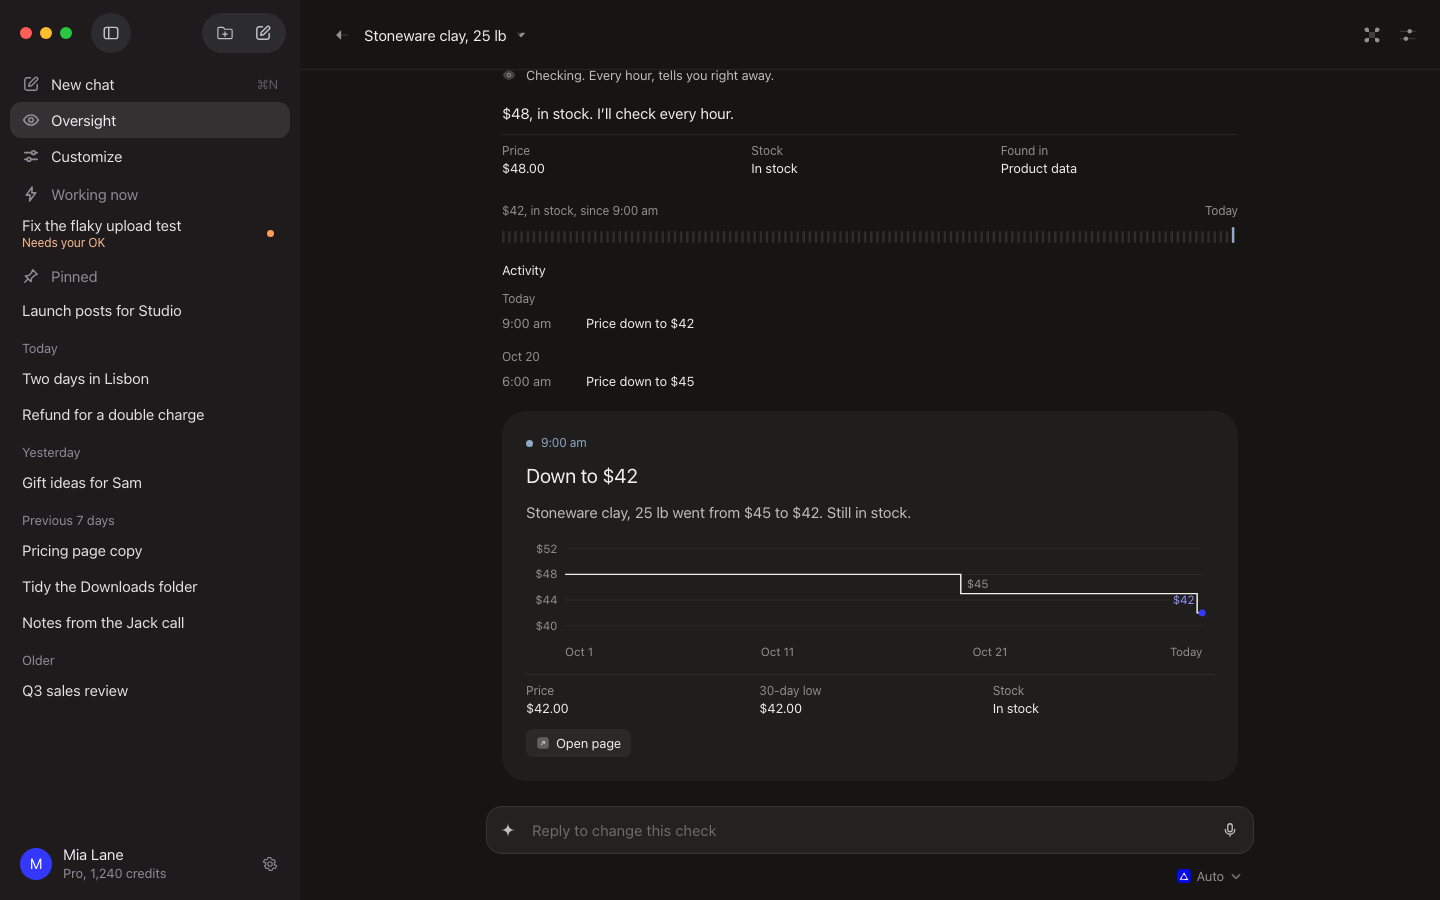 Stoneware clay, 25 lb
New chat
⌘N
Oversight
Customize
Working now
Fix the flaky upload test
Needs your OK
Pinned
Launch posts for Studio
Today
Two days in Lisbon
Refund for a double charge
Yesterday
Gift ideas for Sam
Previous 7 days
Pricing page copy
Tidy the Downloads folder
Notes from the Jack call
Older
Q3 sales review
M
Mia Lane
Pro, 1,240 credits
Checking. Every hour, tells you right away.
$48, in stock. I'll check every hour.
Price Stock Found in
$48.00 In stock Product data
$42, in stock, since 9:00 am Today
Activity
Today
9:00 am Price down to $42
Oct 20
6:00 am Price down to $45
9:00 am
Down to $42
Stoneware clay, 25 lb went from $45 to $42. Still in stock.
$52
$48
$45
$44
$42
$40
Oct 1 Oct 11 Oct 21 Today
Price 30-day low Stock
$42.00 $42.00 In stock
Open page
Reply to change this check
Auto